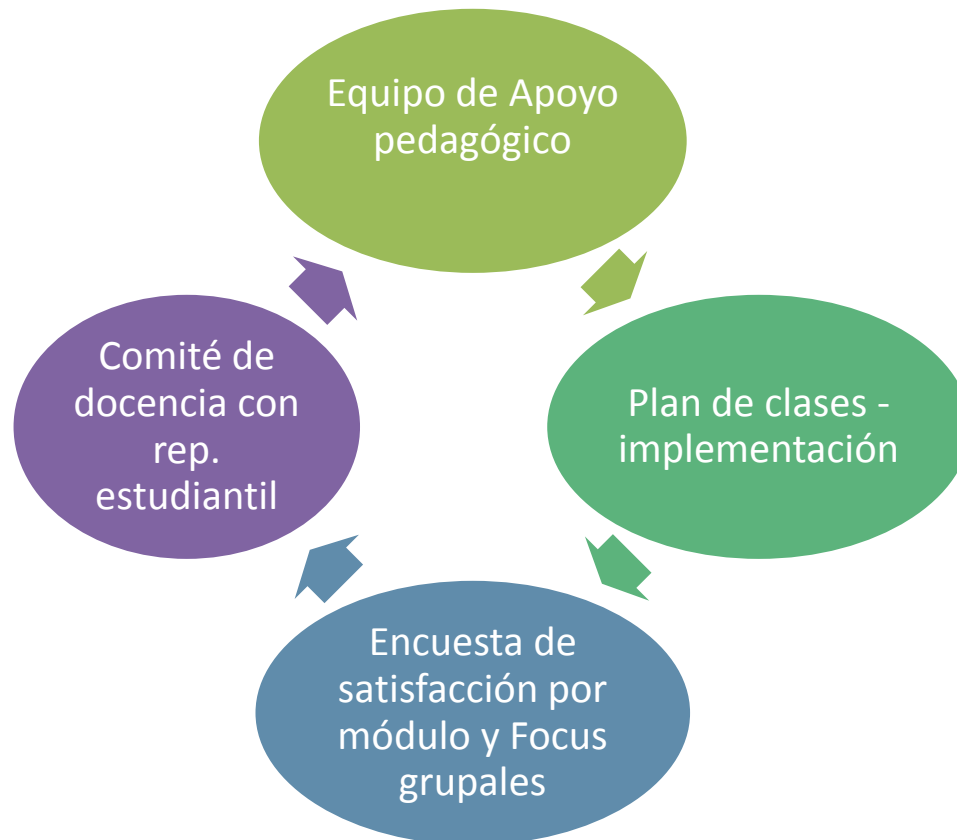 Equipo de Apoyo
pedagógico
Plan de clases -
implementación
Encuesta de
satisfacción por
módulo y Focus
grupales
Comité de
docencia con
rep.
estudiantil